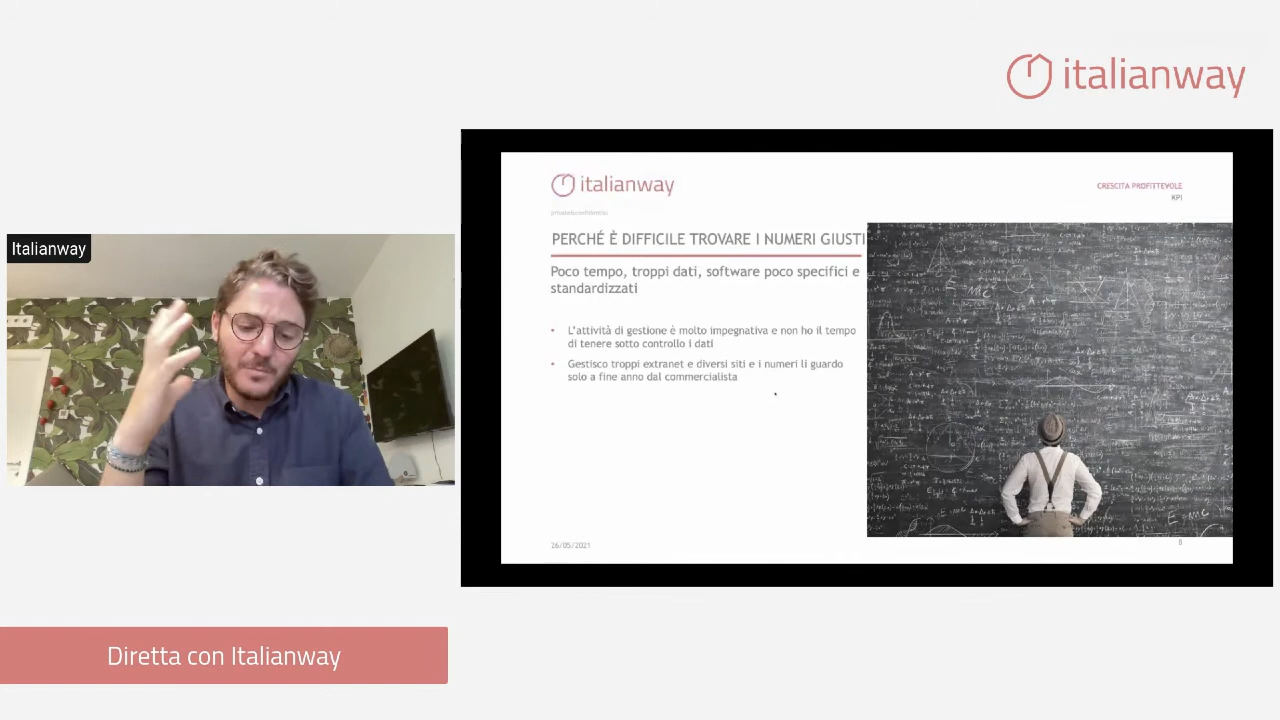 italianway
Italianway
italianway
CRESCITA PROFITTEVOLE
KPI
PERCHÉ È DIFFICILE TROVARE I NUMERI GIUSTI
Poco tempo, troppi dati, software poco specifici e
standardizzati
• L'attività di gestione è molto impegnativa e non ho il tempo
di tenere sotto controllo i dati
• Gestisco troppi extranet e diversi siti e i numeri li guardo
solo a fine anno dal commercialista
26/05/2021
Diretta con Italianway